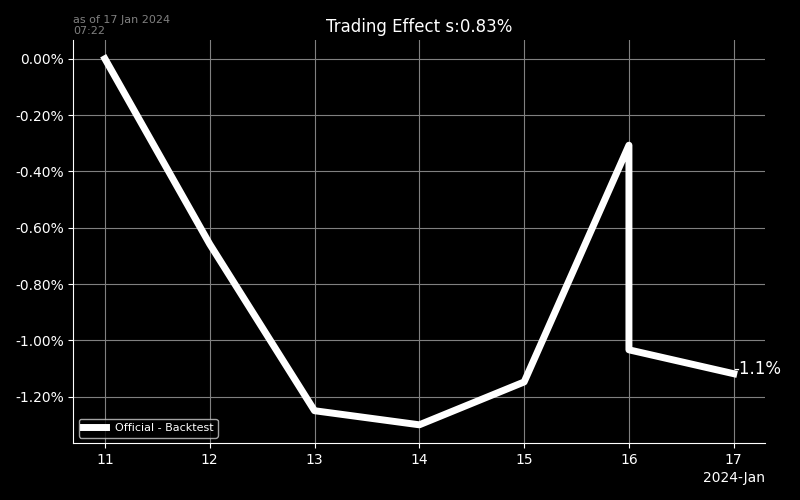 as of 17 Jan 2024
07:22
Trading Effect s:0.83%
0.00%
-0.20%
-0.40%
-0.60%
-0.80%
-1.00%
-1.20%
-1.1%
Official - Backtest
11 12 13 14 15 16 17
2024-Jan